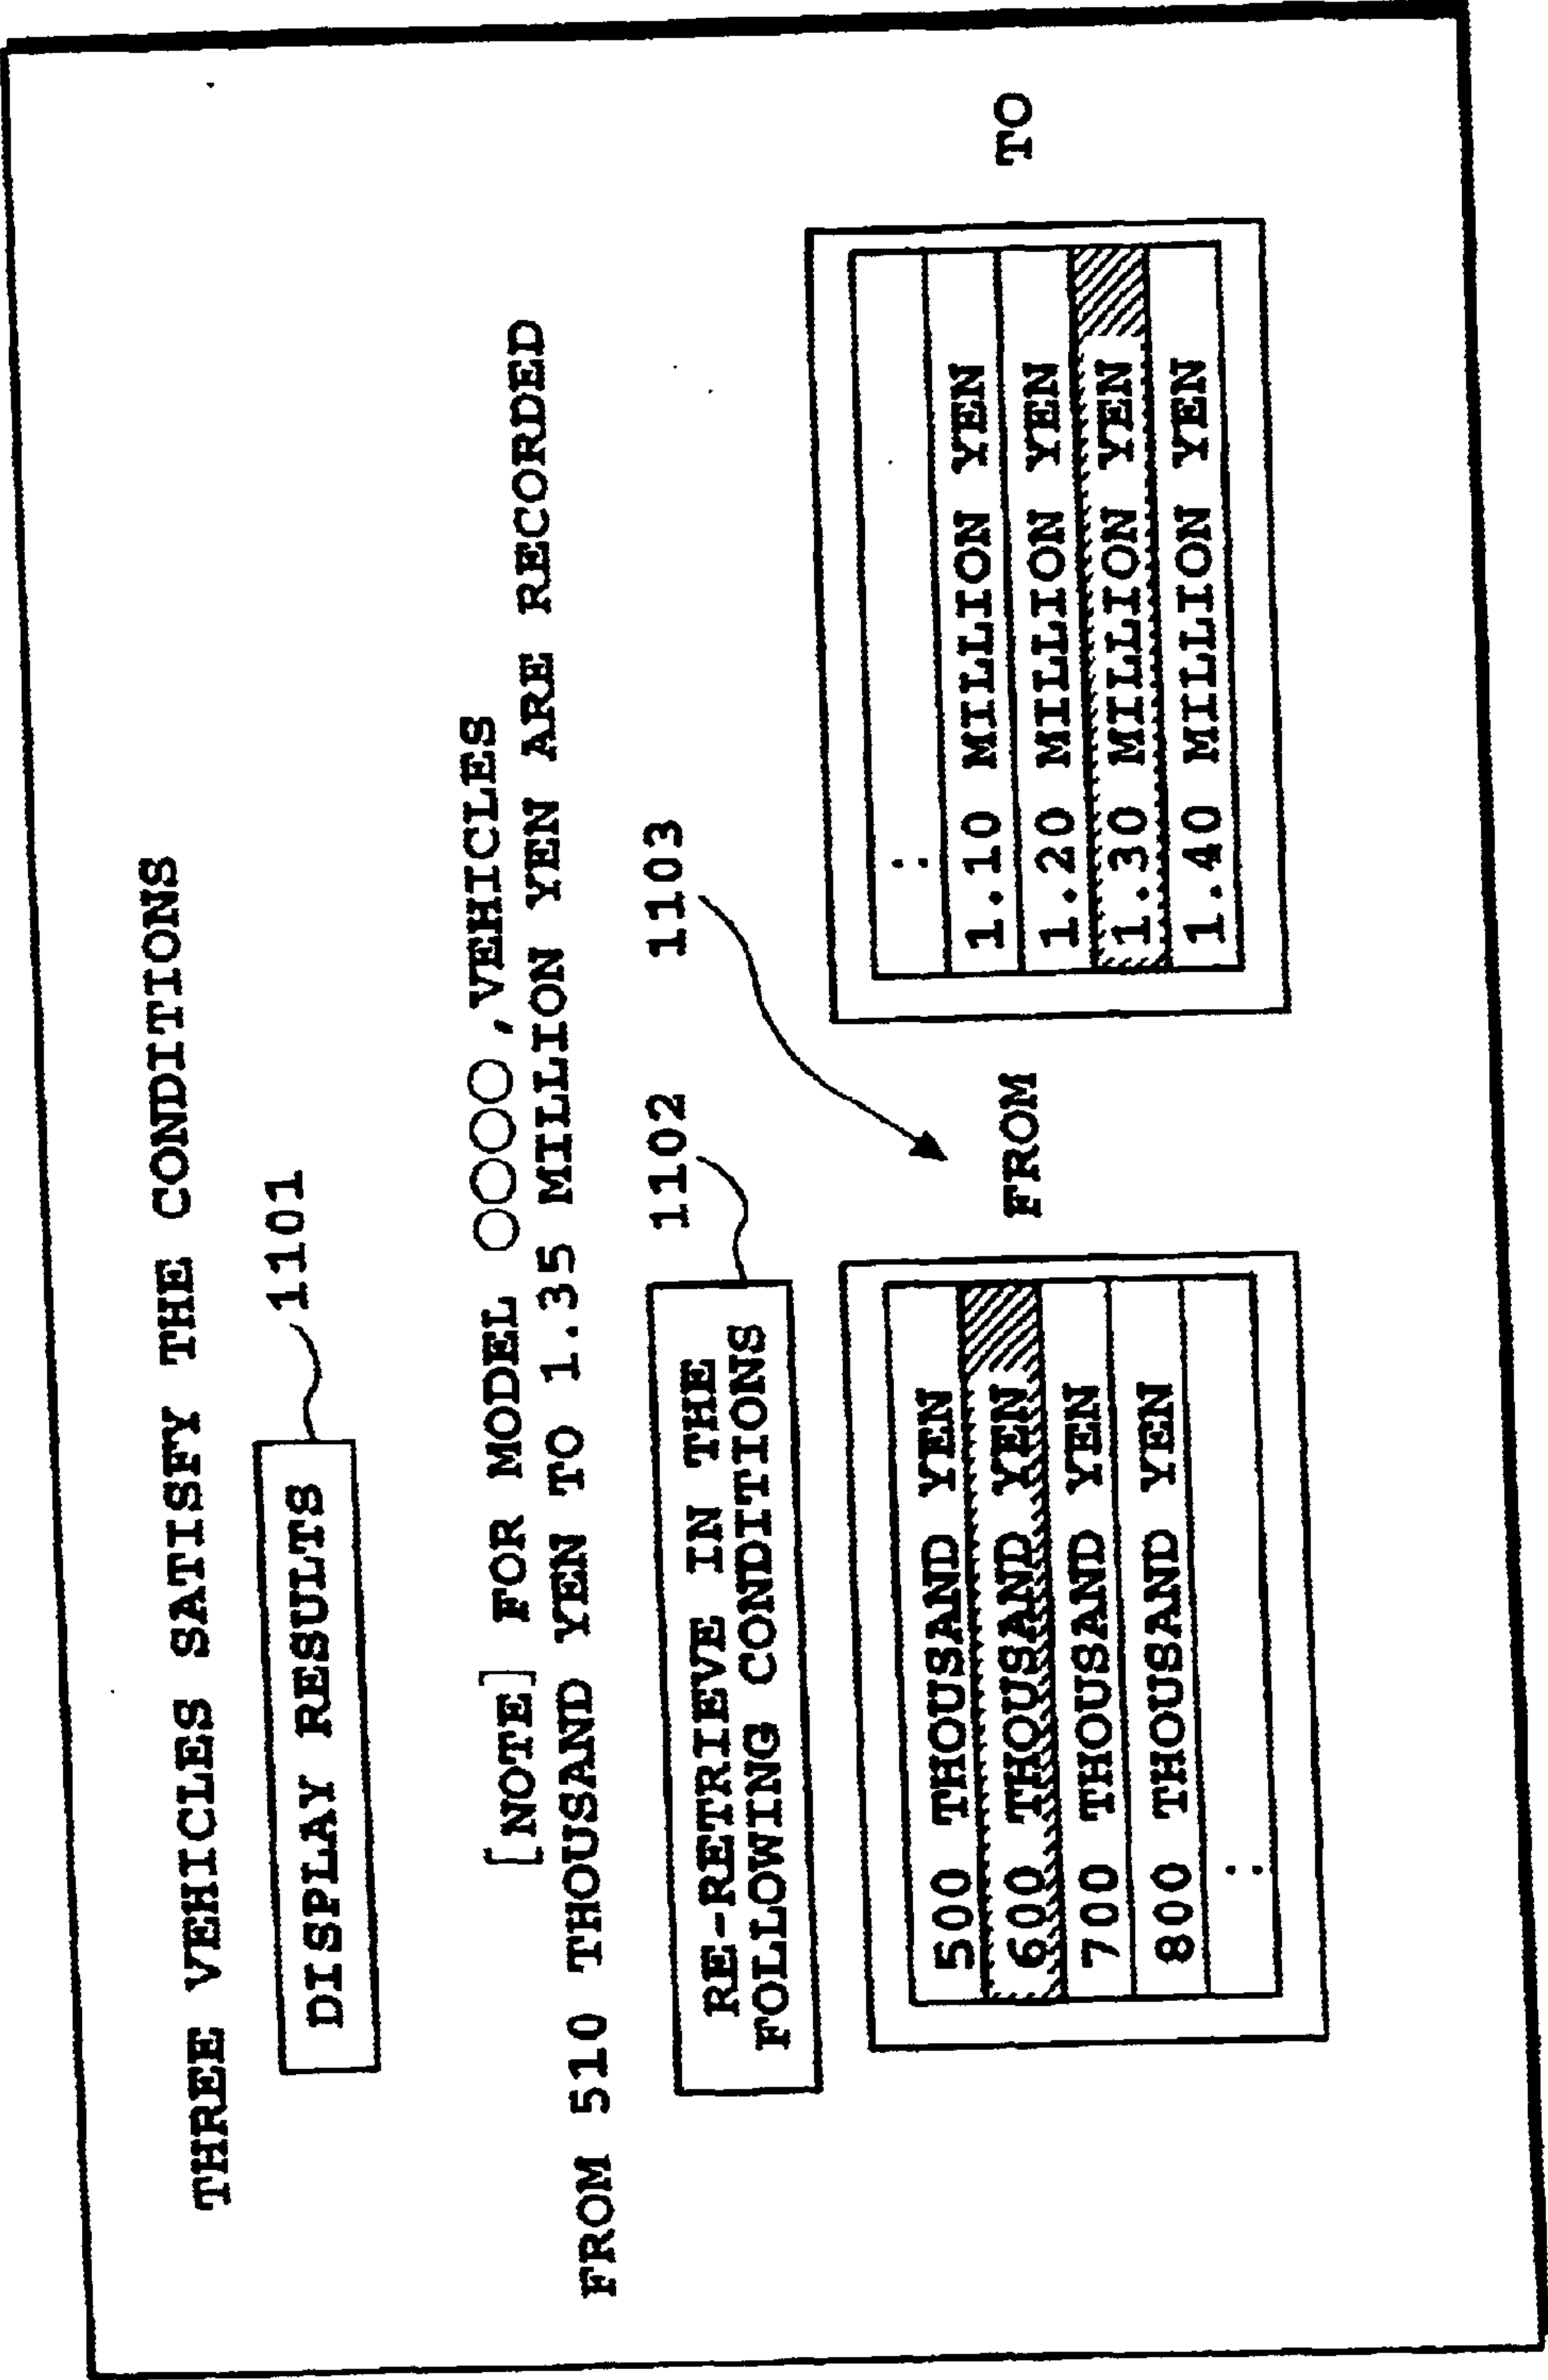 THREE VEHICLES SATISFY THE CONDITIONS
DISPLAY RESULTS
1101
[NOTE] FOR MODEL ○○○○,VEHICLES
FROM 510 THOUSAND YEN TO 1.35 MILLION YEN ARE RECORDED
1102
1103
RE-RETRIEVE IN THE
FOLLOWING CONDITIONS
500 THOUSAND YEN
600 THOUSAND YEN
700 THOUSAND YEN
800 THOUSAND YEN
:
FROM
:
1.10 MILLION YEN
1.20 MILLION YEN
1.30 MILLION YEN
1.40 MILLION YEN
TO